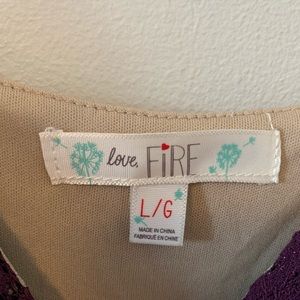 love, FiRE
L/G
MADE IN CHINA
FABRIQUÉ EN CHINE